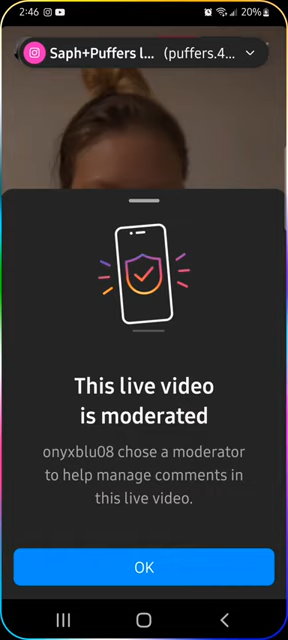 2:46 20%
Saph+Puffers l... (puffers.4...
This live video
is moderated
onyxblu08 chose a moderator
to help manage comments in
this live video.
OK